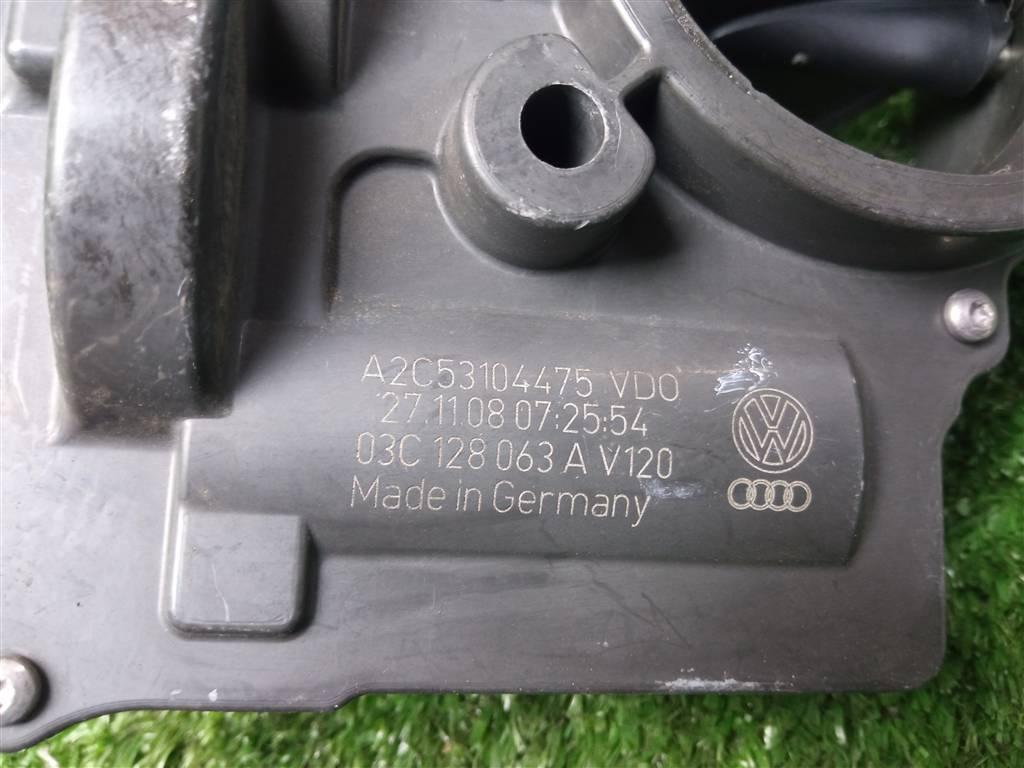 A2C53104475 VDO
27.11.08 07:25:54
03C 128 063 A V120
Made in Germany